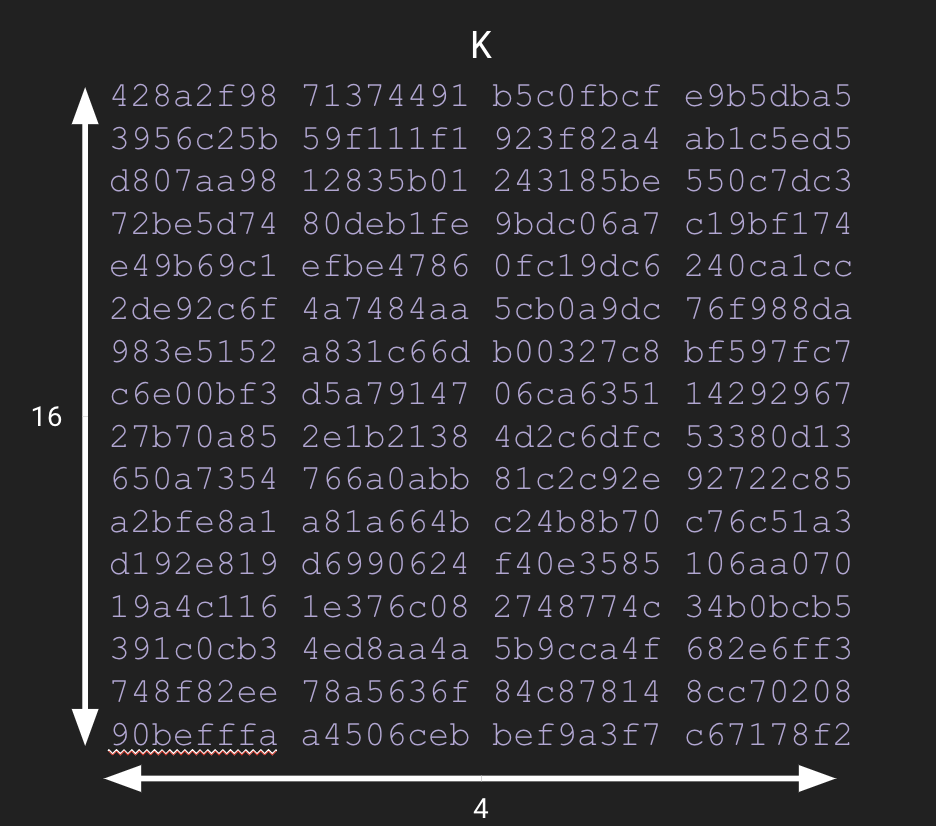 K
428a2f98 71374491 b5c0fbcf e9b5dba5
3956c25b 59f111f1 923f82a4 ab1c5ed5
d807aa98 12835b01 243185be 550c7dc3
72be5d74 80deb1fe 9bdc06a7 c19bf174
e49b69c1 efbe4786 0fc19dc6 240ca1cc
2de92c6f 4a7484aa 5cb0a9dc 76f988da
983e5152 a831c66d b00327c8 bf597fc7
c6e00bf3 d5a79147 06ca6351 14292967
16
27b70a85 2e1b2138 4d2c6dfc 53380d13
650a7354 766a0abb 81c2c92e 92722c85
a2bfe8a1 a81a664b c24b8b70 c76c51a3
d192e819 d6990624 f40e3585 106aa070
19a4c116 1e376c08 2748774c 34b0bcb5
391c0cb3 4ed8aa4a 5b9cca4f 682e6ff3
748f82ee 78a5636f 84c87814 8cc70208
90befffa a4506ceb bef9a3f7 c67178f2
4